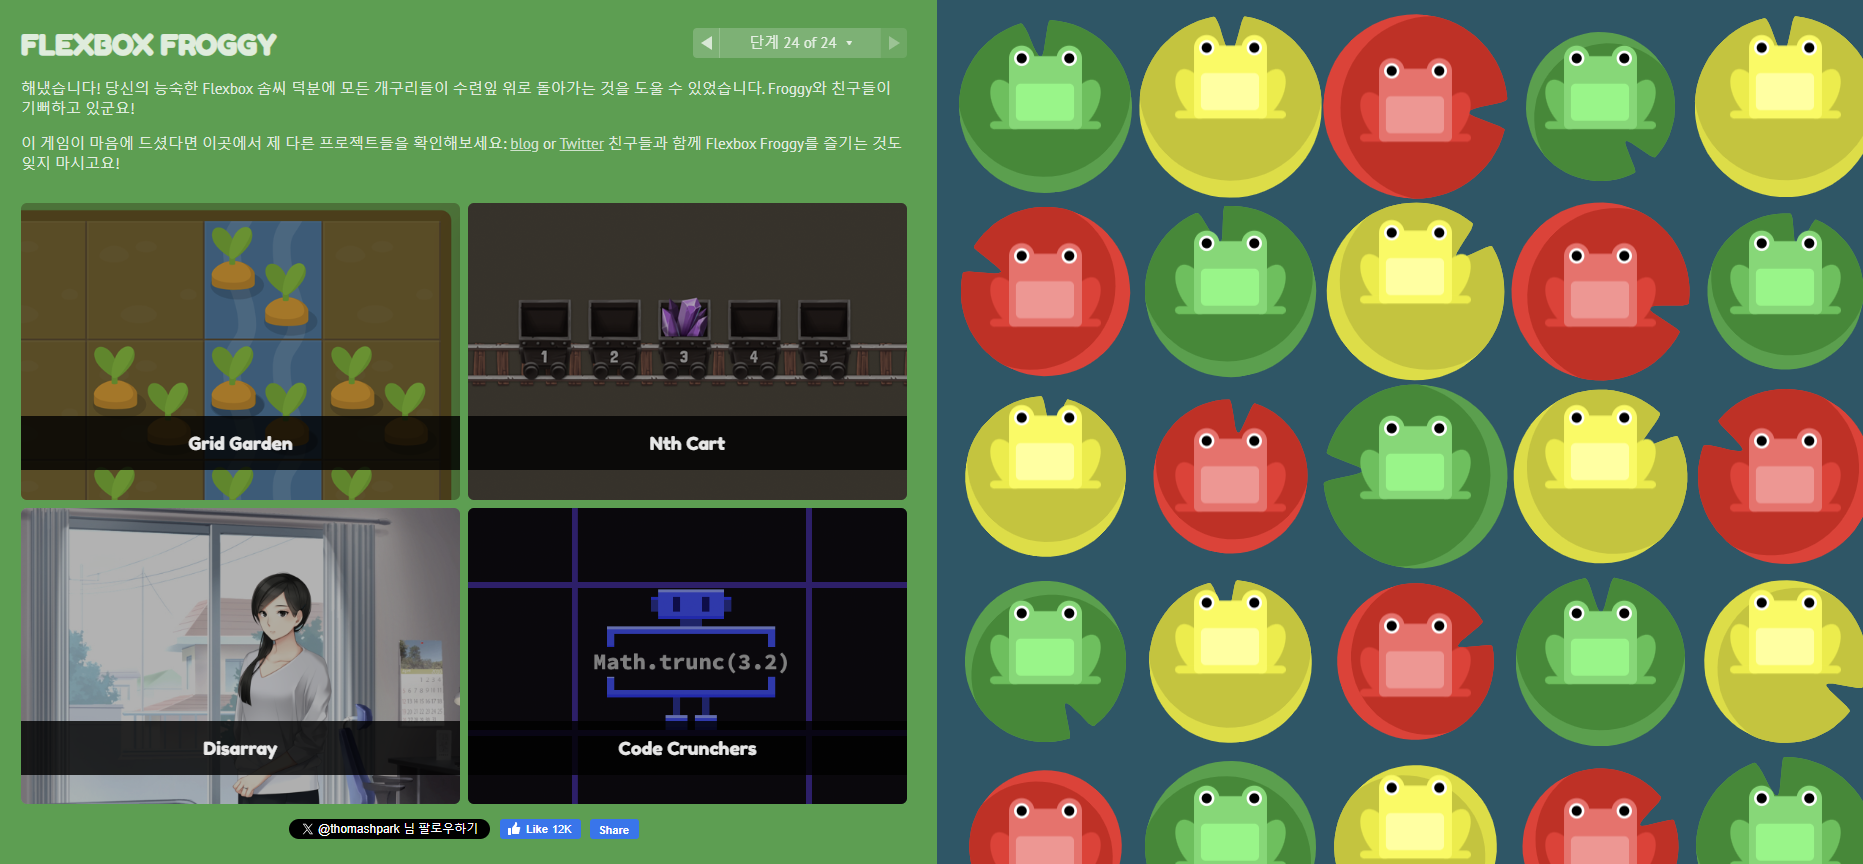 FLEXBOX FROGGY
단계 24 of 24
해냈습니다! 당신의 능숙한 Flexbox 솜씨 덕분에 모든 개구리들이 수련잎 위로 돌아가는 것을 도울 수 있었습니다. Froggy와 친구들이
기뻐하고 있군요!
이 게임이 마음에 드셨다면 이곳에서 제 다른 프로젝트들을 확인해보세요: blog or Twitter 친구들과 함께 Flexbox Froggy를 즐기는 것도
잊지 마시고요!
1 2 3 4 5
Grid Garden
Nth Cart
Math.trunc(3.2)
Disarray
Code Crunchers
@thomashpark 님 팔로우하기
Like 12K
Share